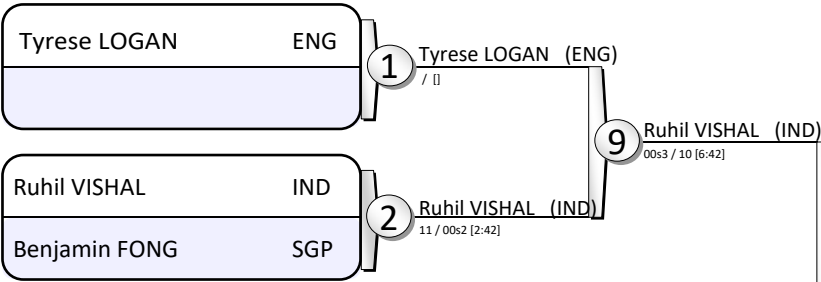 Tyrese LOGAN ENG
1
Tyrese LOGAN (ENG)
/ []
Ruhil VISHAL IND
Benjamin FONG SGP
2
Ruhil VISHAL (IND)
11 / 00s2 [2:42]
9
Ruhil VISHAL (IND)
00s3 / 10 [6:42]